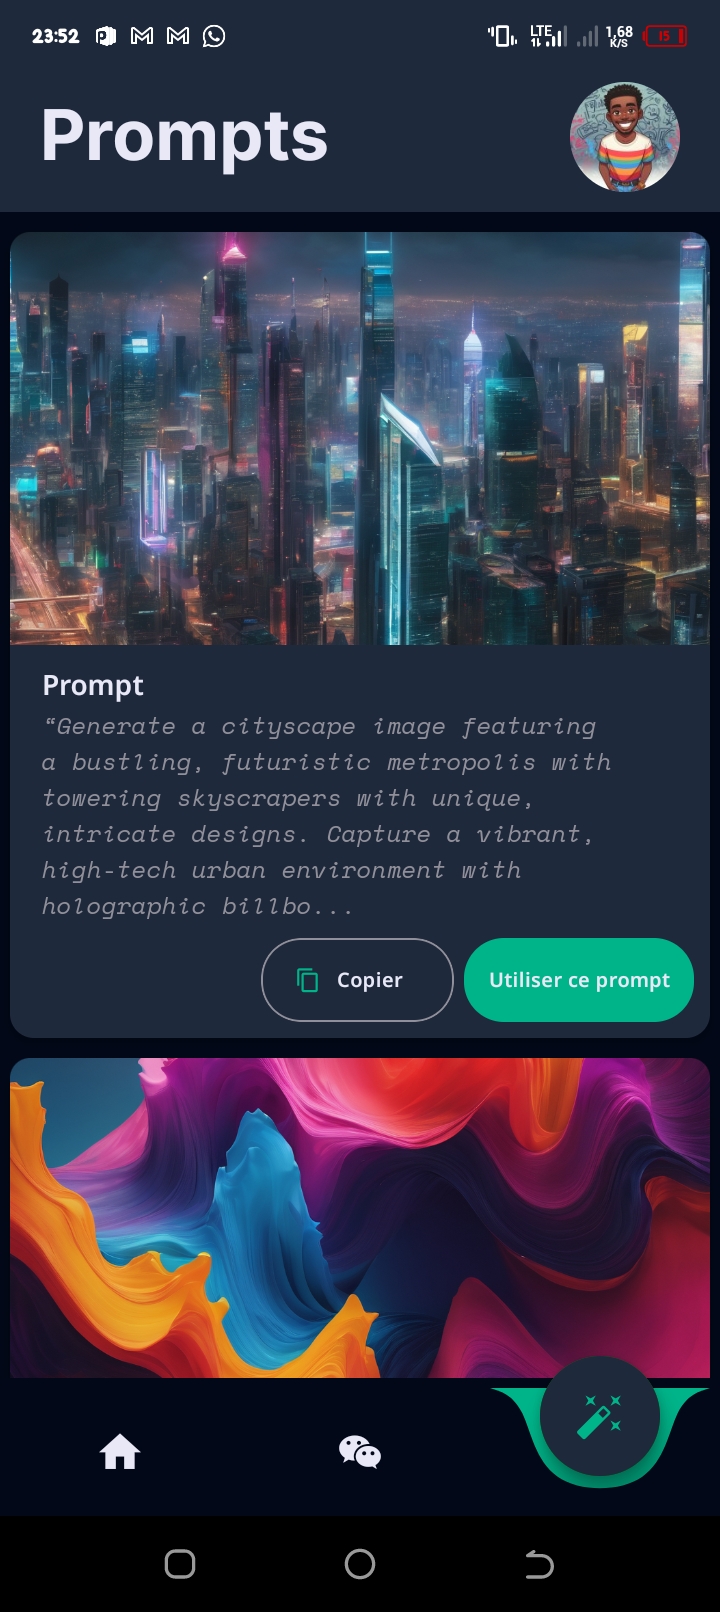 23:52
LTE
1,68
K/S
15
Prompts
Prompt
“Generate a cityscape image featuring
a bustling, futuristic metropolis with
towering skyscrapers with unique,
intricate designs. Capture a vibrant,
high-tech urban environment with
holographic billbo...
Copier
Utiliser ce prompt